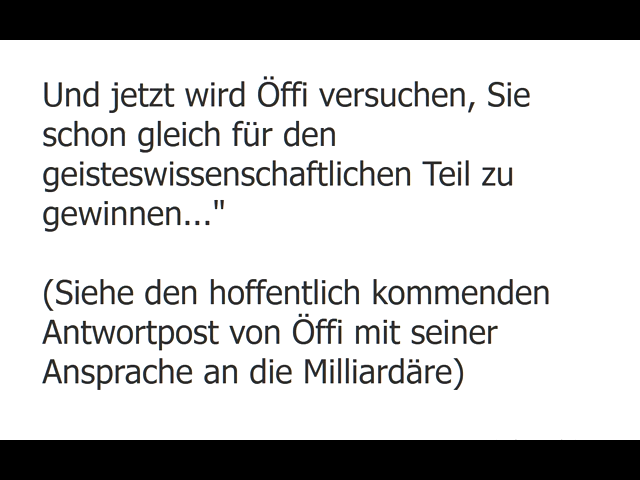 Und jetzt wird Öffi versuchen, Sie
schon gleich für den
geisteswissenschaftlichen Teil zu
gewinnen..."
(Siehe den hoffentlich kommenden
Antwortpost von Öffi mit seiner
Ansprache an die Milliardäre)